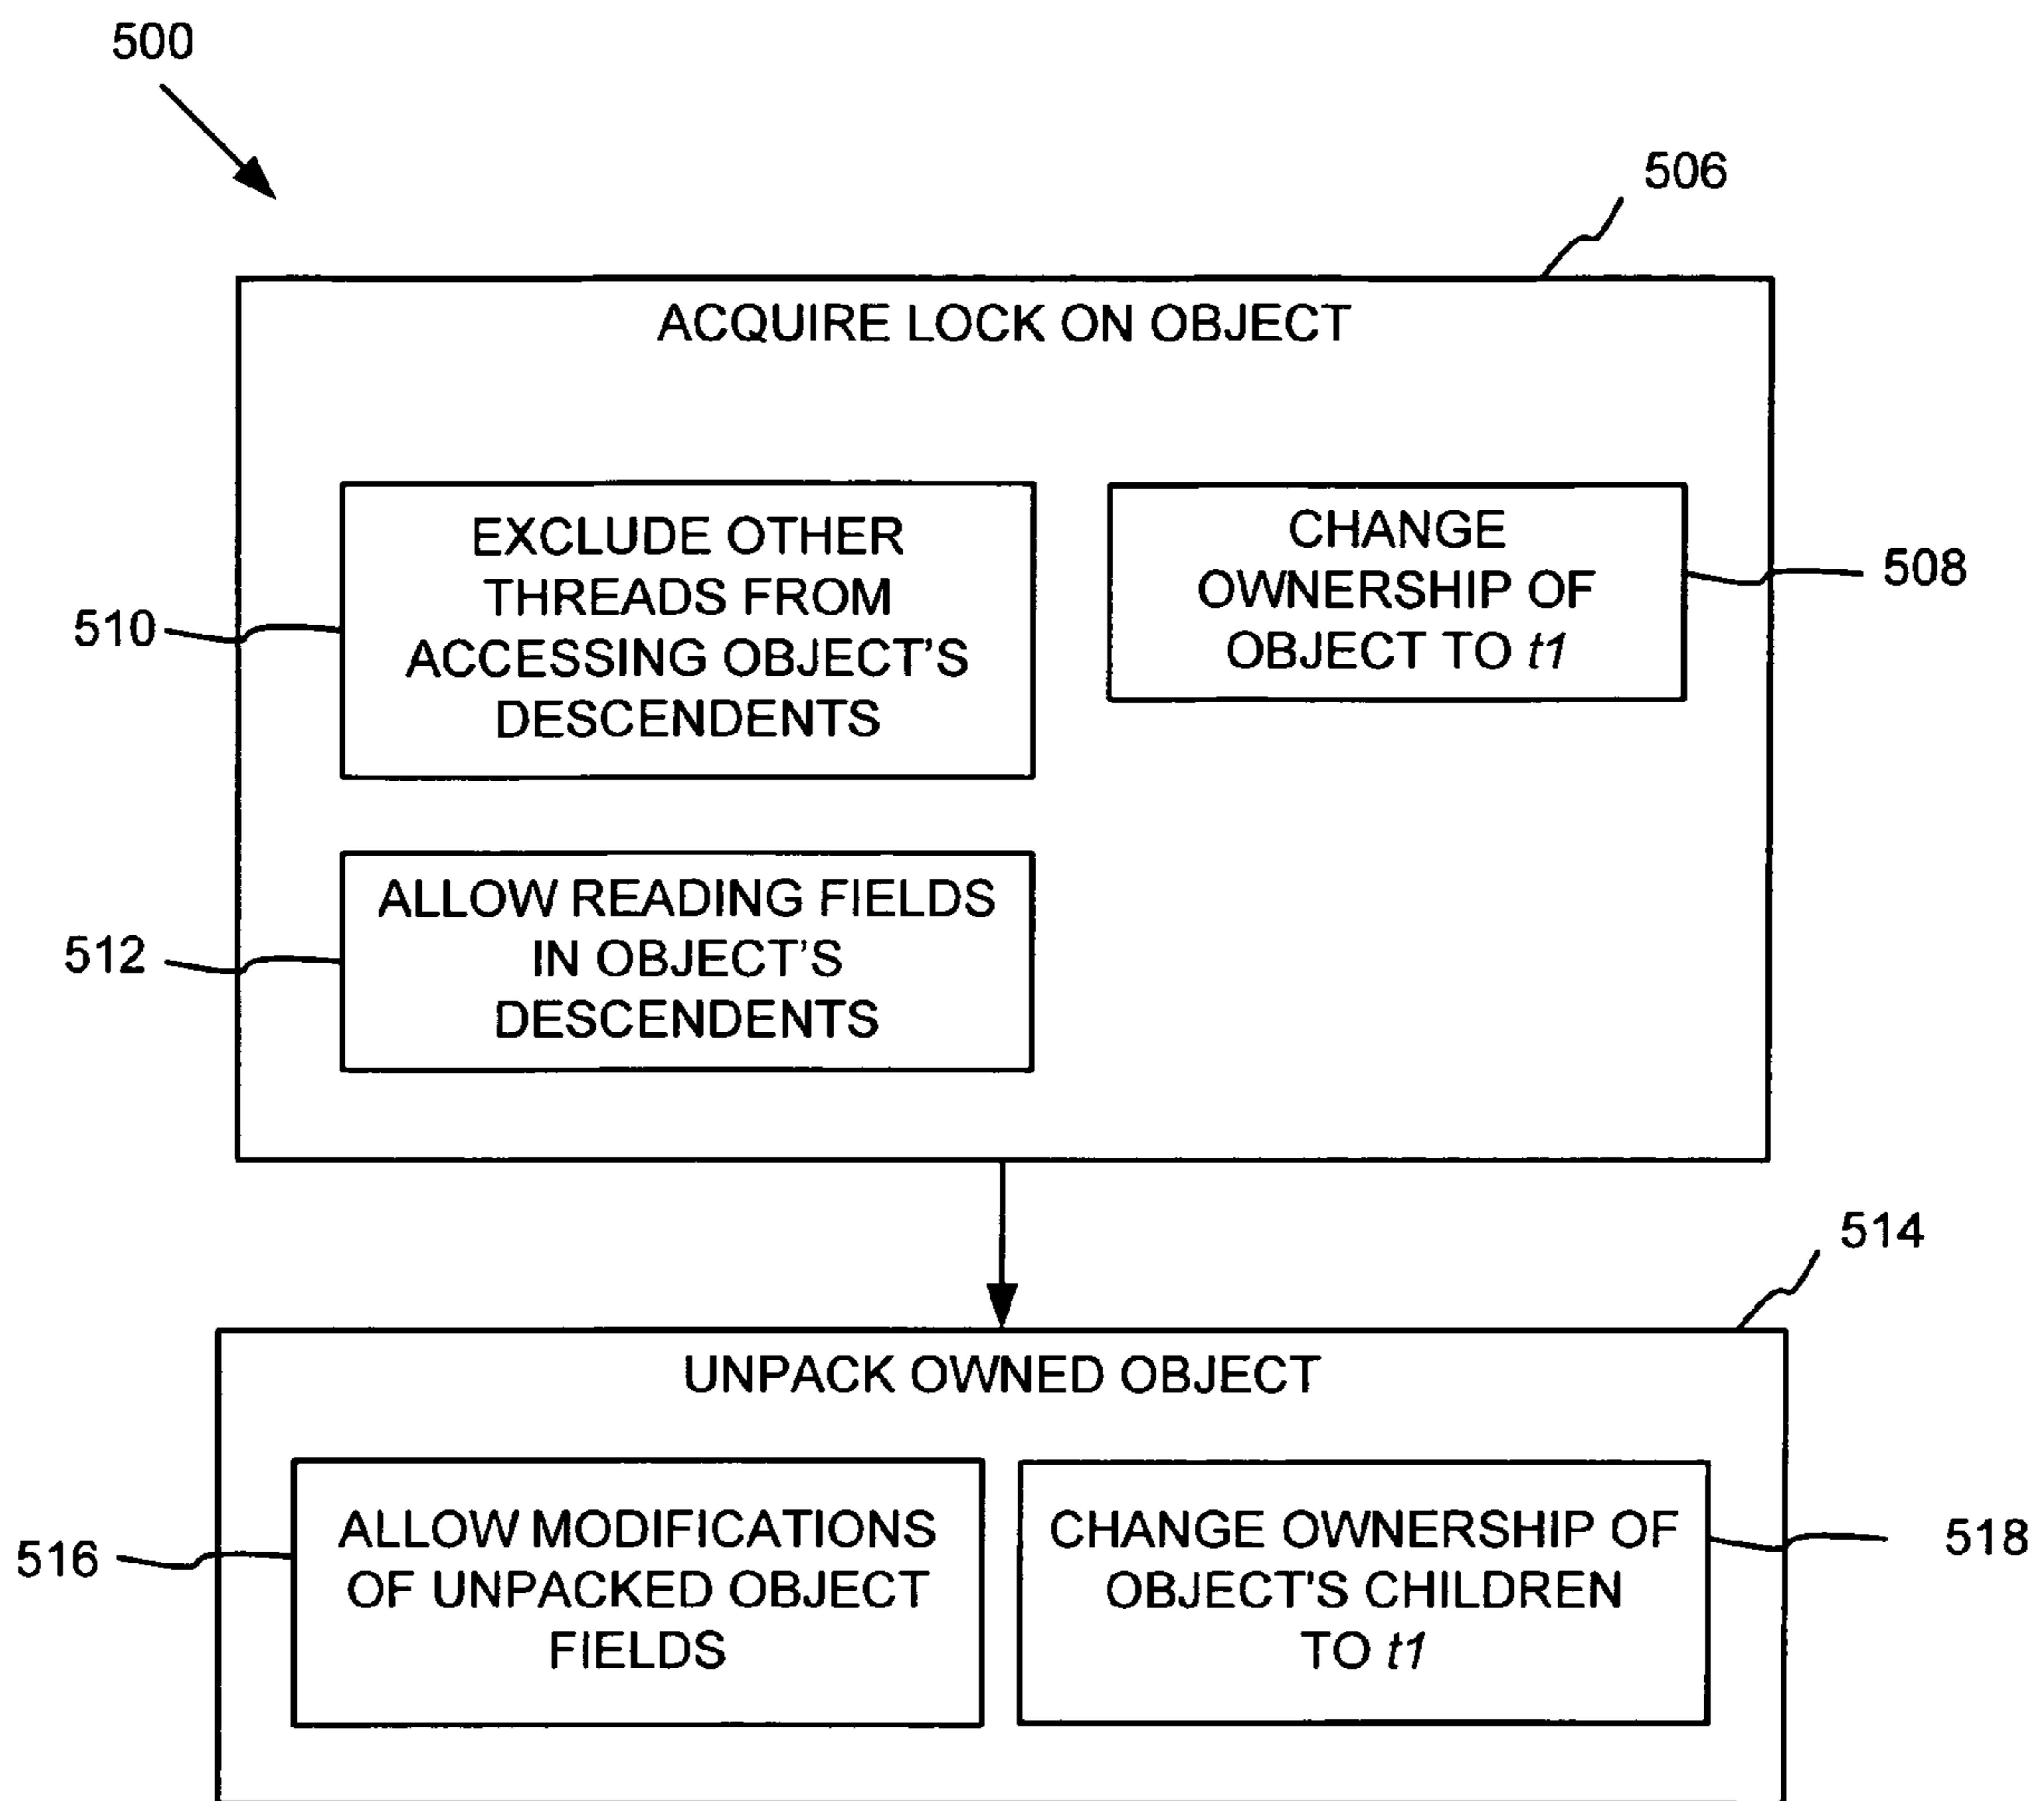 500
506
ACQUIRE LOCK ON OBJECT
EXCLUDE OTHER
THREADS FROM
ACCESSING OBJECT'S
DESCENDENTS
510
CHANGE
OWNERSHIP OF
OBJECT TO t1
508
ALLOW READING FIELDS
IN OBJECT'S
DESCENDENTS
512
514
UNPACK OWNED OBJECT
ALLOW MODIFICATIONS
OF UNPACKED OBJECT
FIELDS
516
CHANGE OWNERSHIP OF
OBJECT'S CHILDREN
TO t1
518